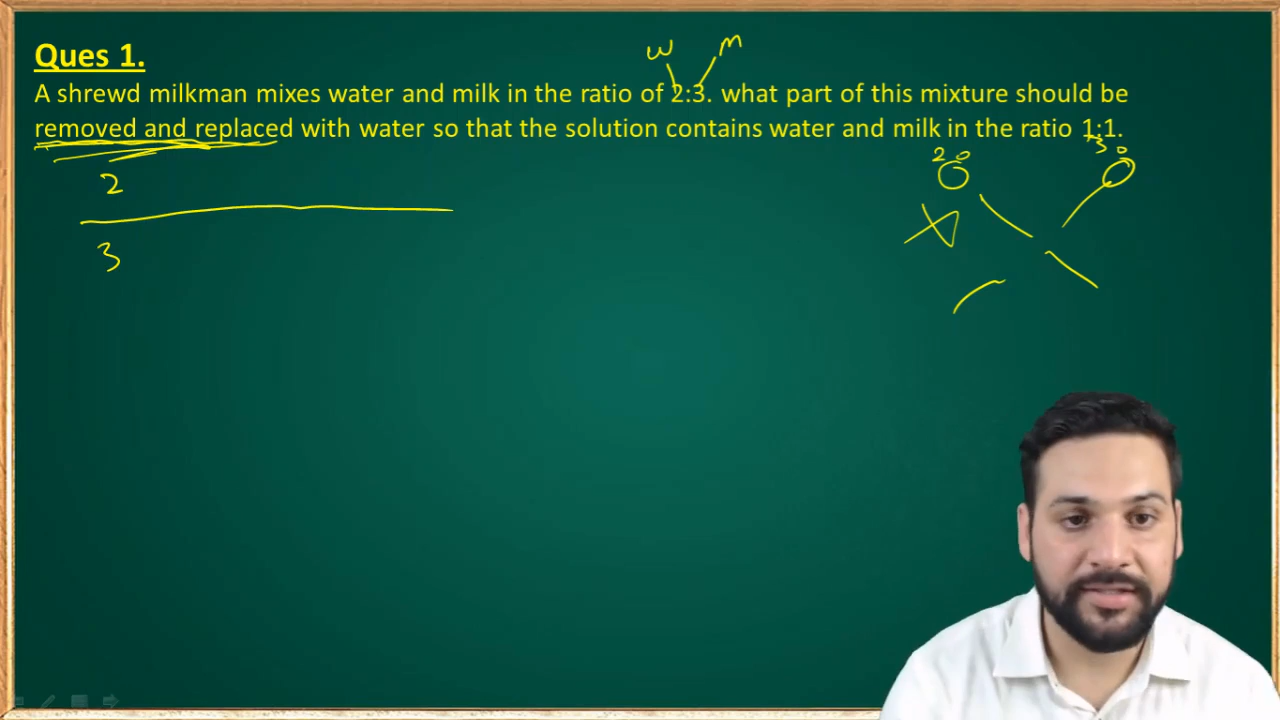 Ques 1.
w m
A shrewd milkman mixes water and milk in the ratio of 2:3. what part of this mixture should be
removed and replaced with water so that the solution contains water and milk in the ratio 1:1.
20 30
2
3